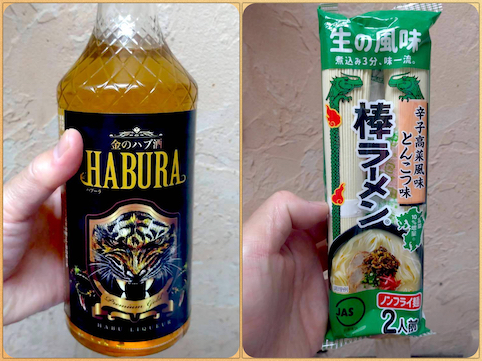 金のハブ酒
HABURA
ハブーラ
Premium Gold
HABU LIQUEUR
生の風味
煮込み3分、味一流。
辛子高菜風味
とんこつ味
棒ラーメン
ノンフライ麺
JAS
2人前